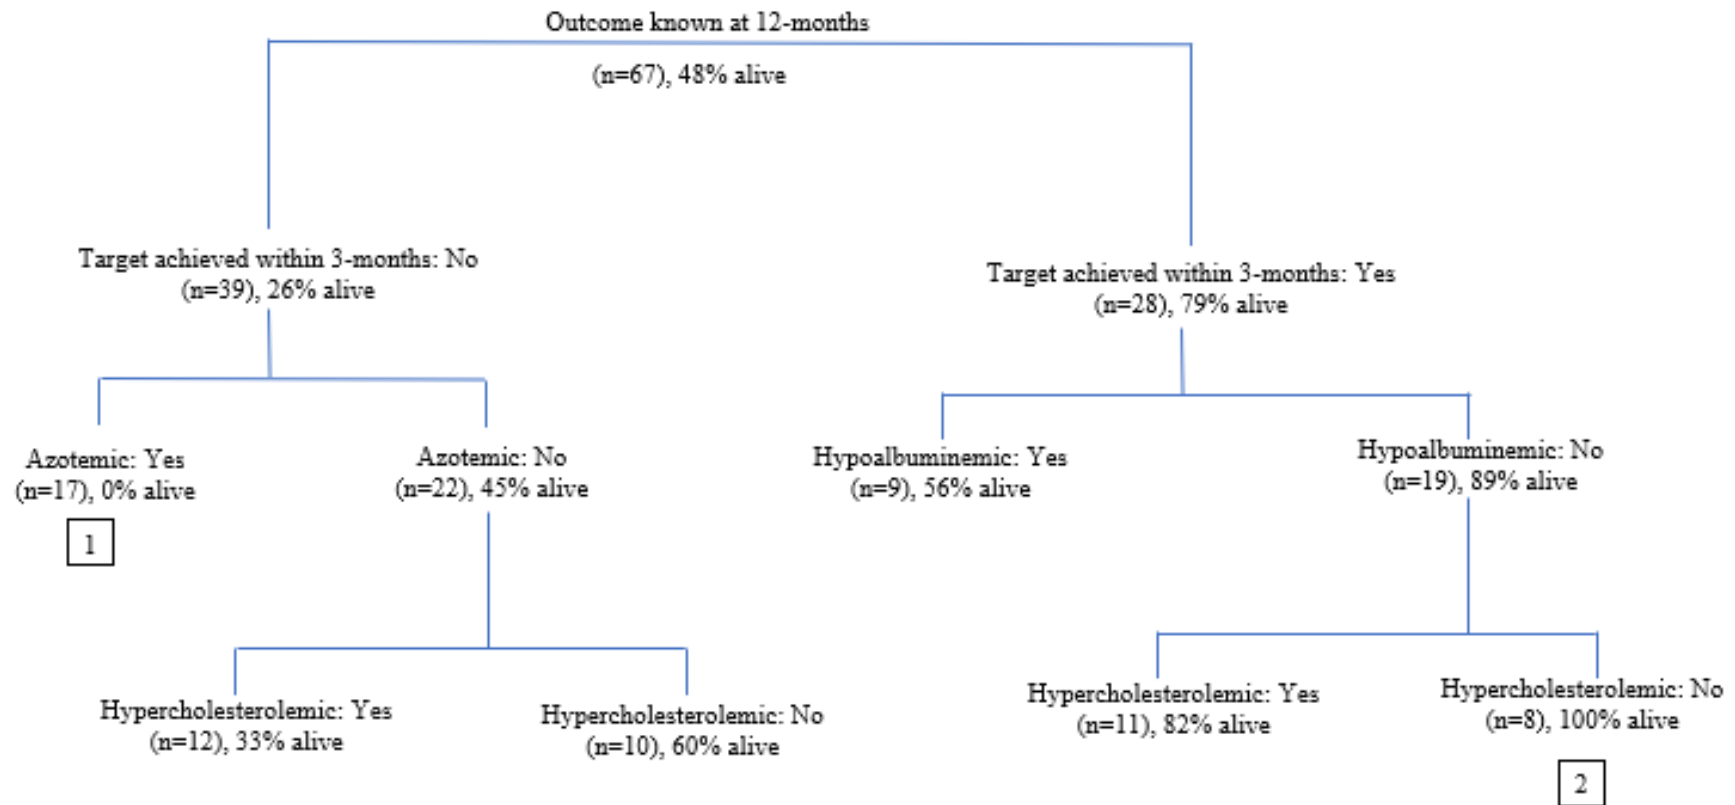 Outcome known at 12-months
(n=67), 48% alive
Target achieved within 3-months: No
(n=39), 26% alive
Target achieved within 3-months: Yes
(n=28), 79% alive
Azotemic: Yes
(n=17), 0% alive
1
Azotemic: No
(n=22), 45% alive
Hypoalbuminemic: Yes
(n=9), 56% alive
Hypoalbuminemic: No
(n=19), 89% alive
Hypercholesterolemic: Yes
(n=12), 33% alive
Hypercholesterolemic: No
(n=10), 60% alive
Hypercholesterolemic: Yes
(n=11), 82% alive
Hypercholesterolemic: No
(n=8), 100% alive
2